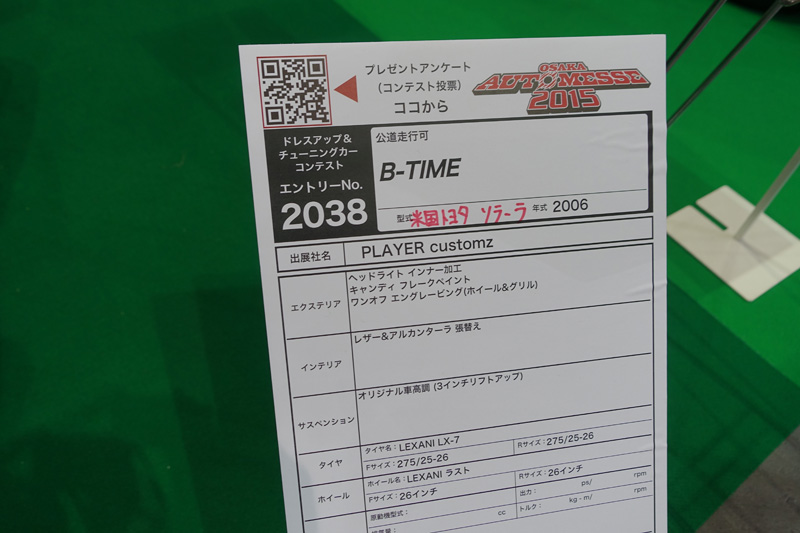 プレゼントアンケート
(コンテスト投票)
ココから
OSAKA
AUTOMESSE
2015
ドレスアップ&
チューニングカー
コンテスト
エントリーNo.
2038
公道走行可
B-TIME
型式 米国トヨタ ソラーラ 年式 2006
出展社名 PLAYER customz
エクステリア
ヘッドライト インナー加工
キャンディ フレークペイント
ワンオフ エングレービング(ホイール&グリル)
インテリア
レザー&アルカンターラ 張替え
サスペンション
オリジナル車高調 (3インチリフトアップ)
タイヤ
タイヤ名：LEXANI LX-7
Fサイズ：275/25-26 Rサイズ：275/25-26
ホイール
ホイール名：LEXANI ラスト
Fサイズ：26インチ Rサイズ：26インチ
原動機型式： cc 出力： ps/ rpm
トルク： kg・m/ rpm